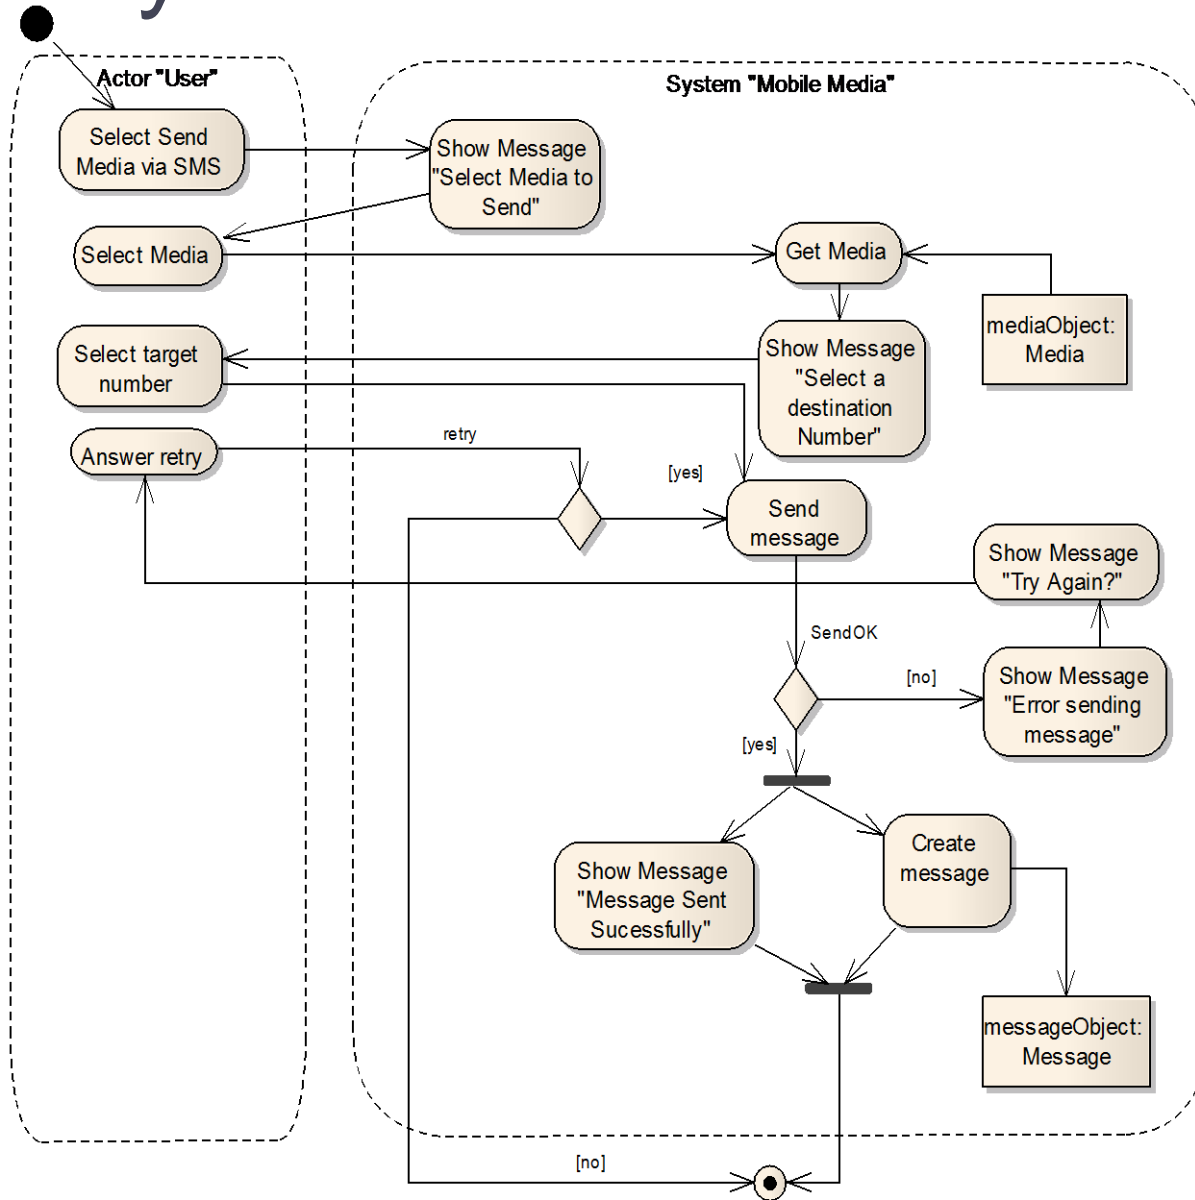 y
Actor "User"
System "Mobile Media"
Select Send
Media via SMS
Show Message
"Select Media to
Send"
Select Media
Get Media
mediaObject:
Media
Select target
number
Show Message
"Select a
destination
Number"
Answer retry
retry
[yes]
Send
message
Show Message
"Try Again?"
SendOK
[no]
Show Message
"Error sending
message"
[yes]
Show Message
"Message Sent
Sucessfully"
Create
message
messageObject:
Message
[no]